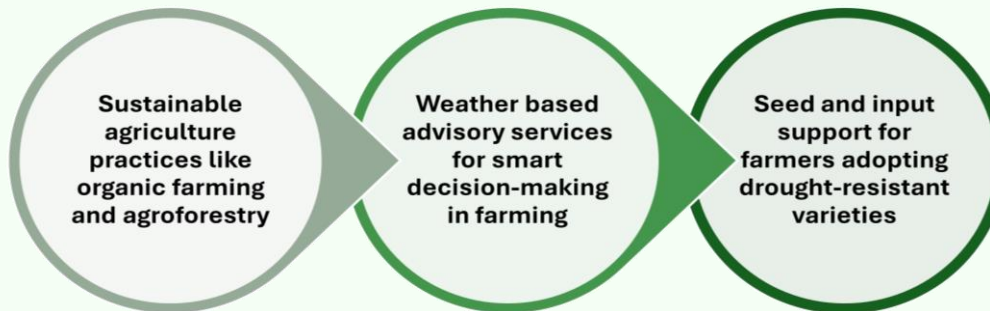 Sustainable
agriculture
practices like
organic farming
and agroforestry
Weather based
advisory services
for smart
decision-making
in farming
Seed and input
support for
farmers adopting
drought-resistant
varieties